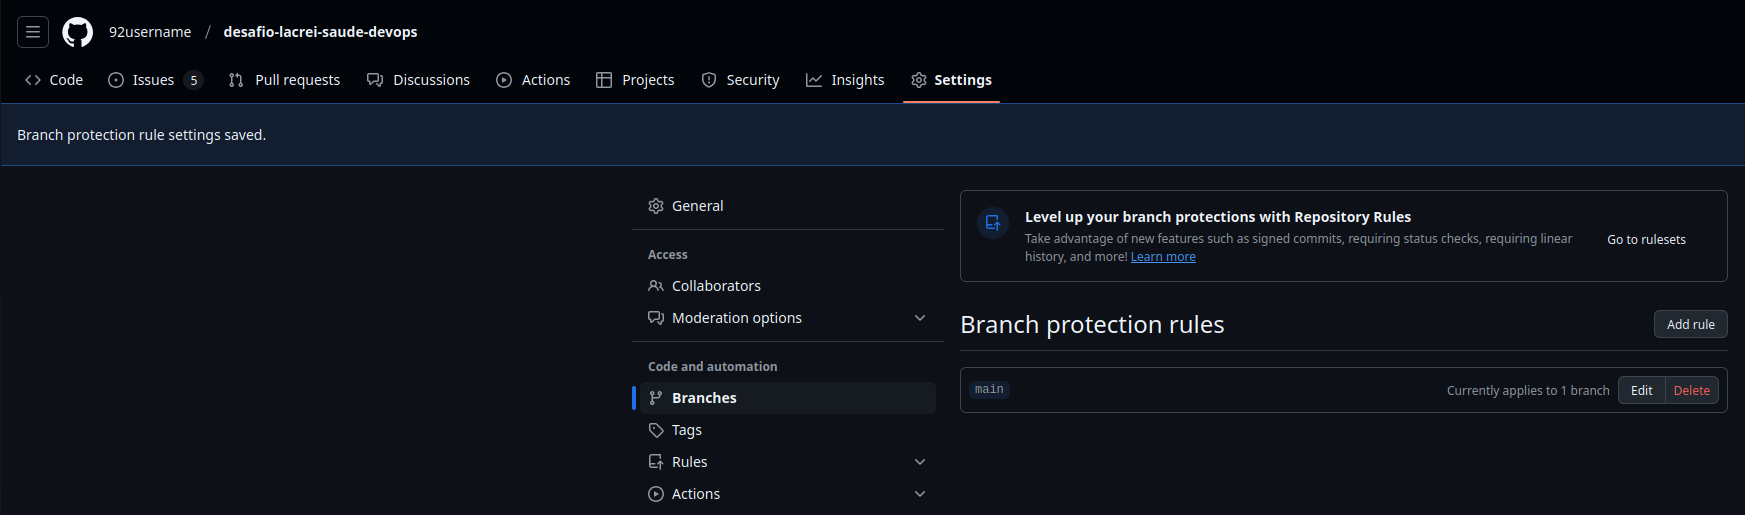 92username / desafio-lacrei-saude-devops
Code Issues 5 Pull requests Discussions Actions Projects Security Insights Settings
Branch protection rule settings saved.
General
Access
Collaborators
Moderation options
Code and automation
Branches
Tags
Rules
Actions
Level up your branch protections with Repository Rules
Take advantage of new features such as signed commits, requiring status checks, requiring linear
history, and more! Learn more
Go to rulesets
Branch protection rules
Add rule
main
Currently applies to 1 branch
Edit
Delete